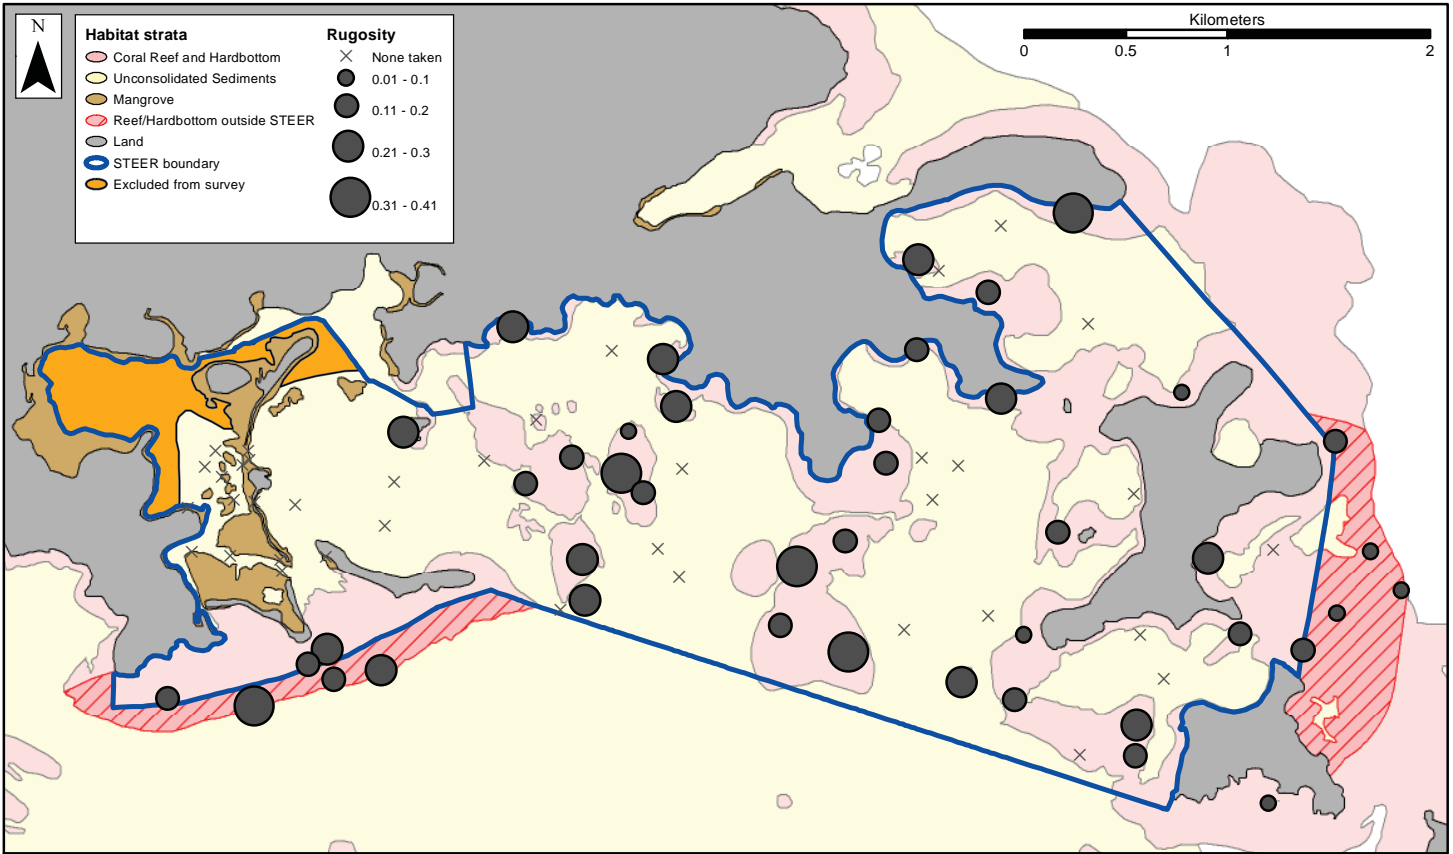 N
Habitat strata
Coral Reef and Hardbottom
Unconsolidated Sediments
Mangrove
Reef/Hardbottom outside STEER
Land
STEER boundary
Excluded from survey
Rugosity
None taken
0.01 - 0.1
0.11 - 0.2
0.21 - 0.3
0.31 - 0.41
Kilometers
0 0.5 1 2